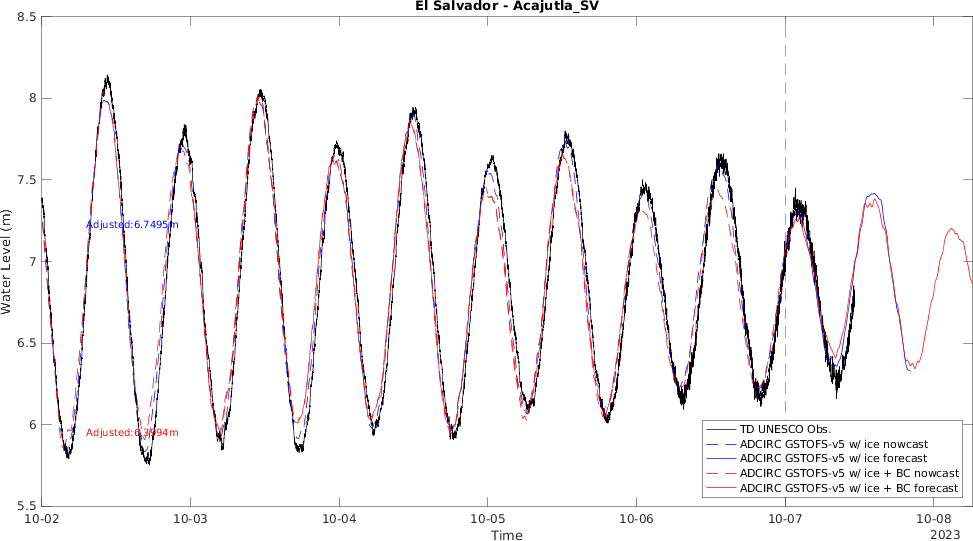 El Salvador - Acajutla_SV
8.5
8
7.5
7
6.5
6
5.5
Water Level (m)
Adjusted:6.7495m
Adjusted:6.3994m
TD UNESCO Obs.
ADCIRC GSTOFS-v5 w/ ice nowcast
ADCIRC GSTOFS-v5 w/ ice forecast
ADCIRC GSTOFS-v5 w/ ice + BC nowcast
ADCIRC GSTOFS-v5 w/ ice + BC forecast
10-02 10-03 10-04 10-05 10-06 10-07 10-08
Time
2023